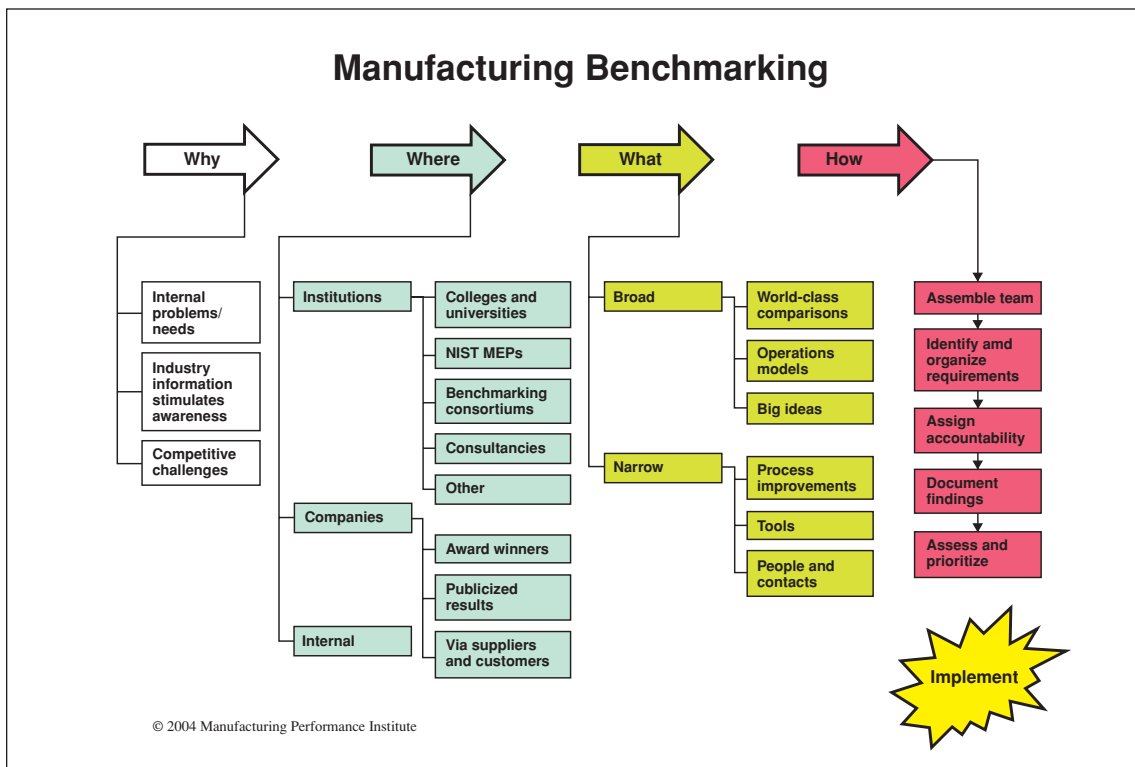 Manufacturing Benchmarking
Why
Where
What
How
Internal
problems/
needs
Industry
information
stimulates
awareness
Competitive
challenges
Institutions
Colleges and
universities
NIST MEPs
Benchmarking
consortiums
Consultancies
Other
Companies
Award winners
Publicized
results
Via suppliers
and customers
Internal
Broad
World-class
comparisons
Operations
models
Big ideas
Narrow
Process
improvements
Tools
People and
contacts
Assemble team
Identify amd
organize
requirements
Assign
accountability
Document
findings
Assess and
prioritize
Implement
© 2004 Manufacturing Performance Institute